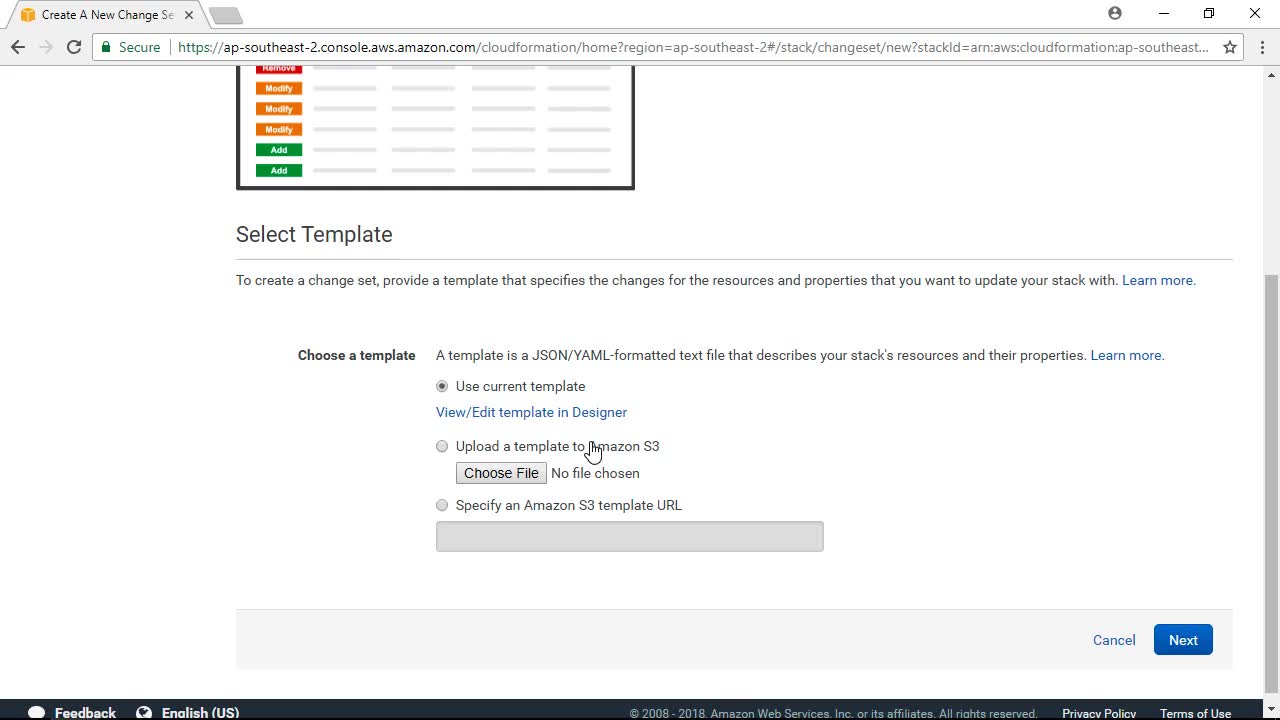 Create A New Change Se
Secure
https://ap-southeast-2.console.aws.amazon.com/cloudformation/home?region=ap-southeast-2#/stack/changeset/new?stackId=arn:aws:cloudformation:ap-southeast...
Remove
Modify
Modify
Modify
Add
Add
Select Template
To create a change set, provide a template that specifies the changes for the resources and properties that you want to update your stack with. Learn more.
Choose a template
A template is a JSON/YAML-formatted text file that describes your stack's resources and their properties. Learn more.
Use current template
View/Edit template in Designer
Upload a template to Amazon S3
Choose File No file chosen
Specify an Amazon S3 template URL
Cancel Next
Feedback English (US) © 2008 - 2018, Amazon Web Services, Inc. or its affiliates. All rights reserved. Privacy Policy Terms of Use